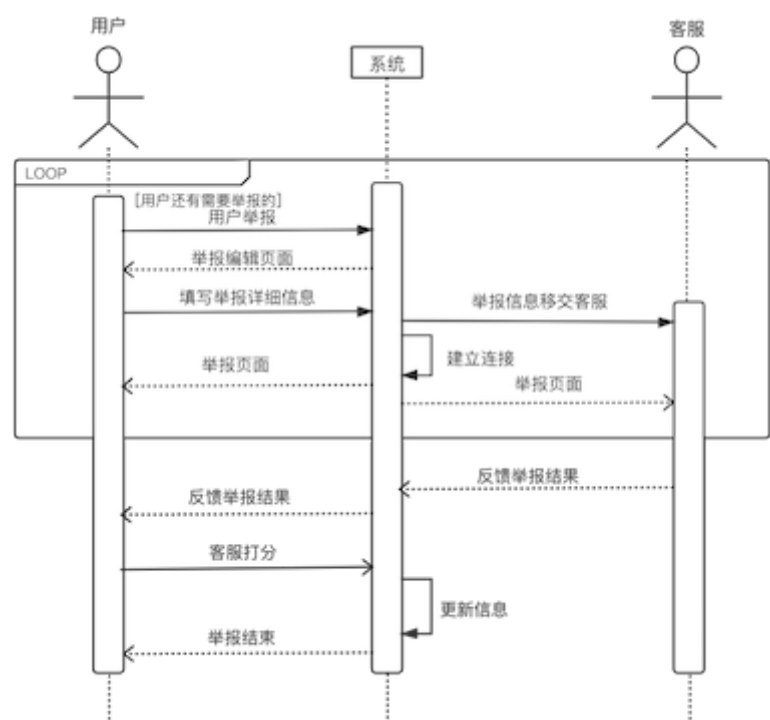 用户
系统
客服
LOOP
[用户还有需要举报的]
用户举报
举报编辑页面
填写举报详细信息
举报信息移交客服
建立连接
举报页面
举报页面
反馈举报结果
反馈举报结果
客服打分
更新信息
举报结束